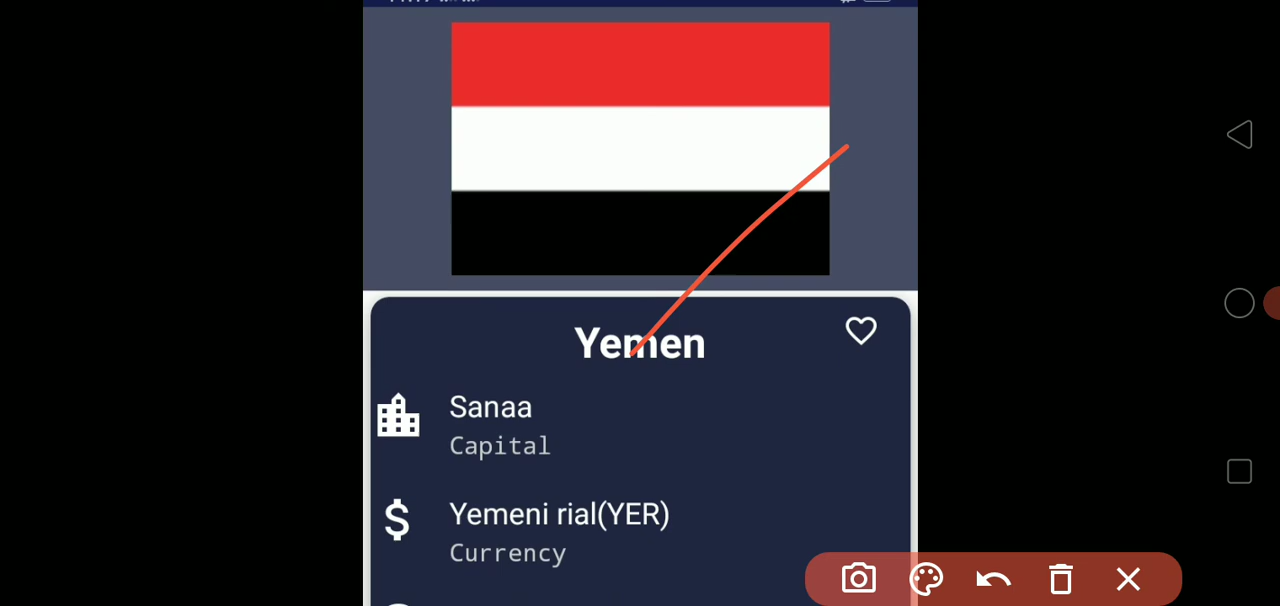 Yemen
Sanaa
Capital
Yemeni rial(YER)
Currency